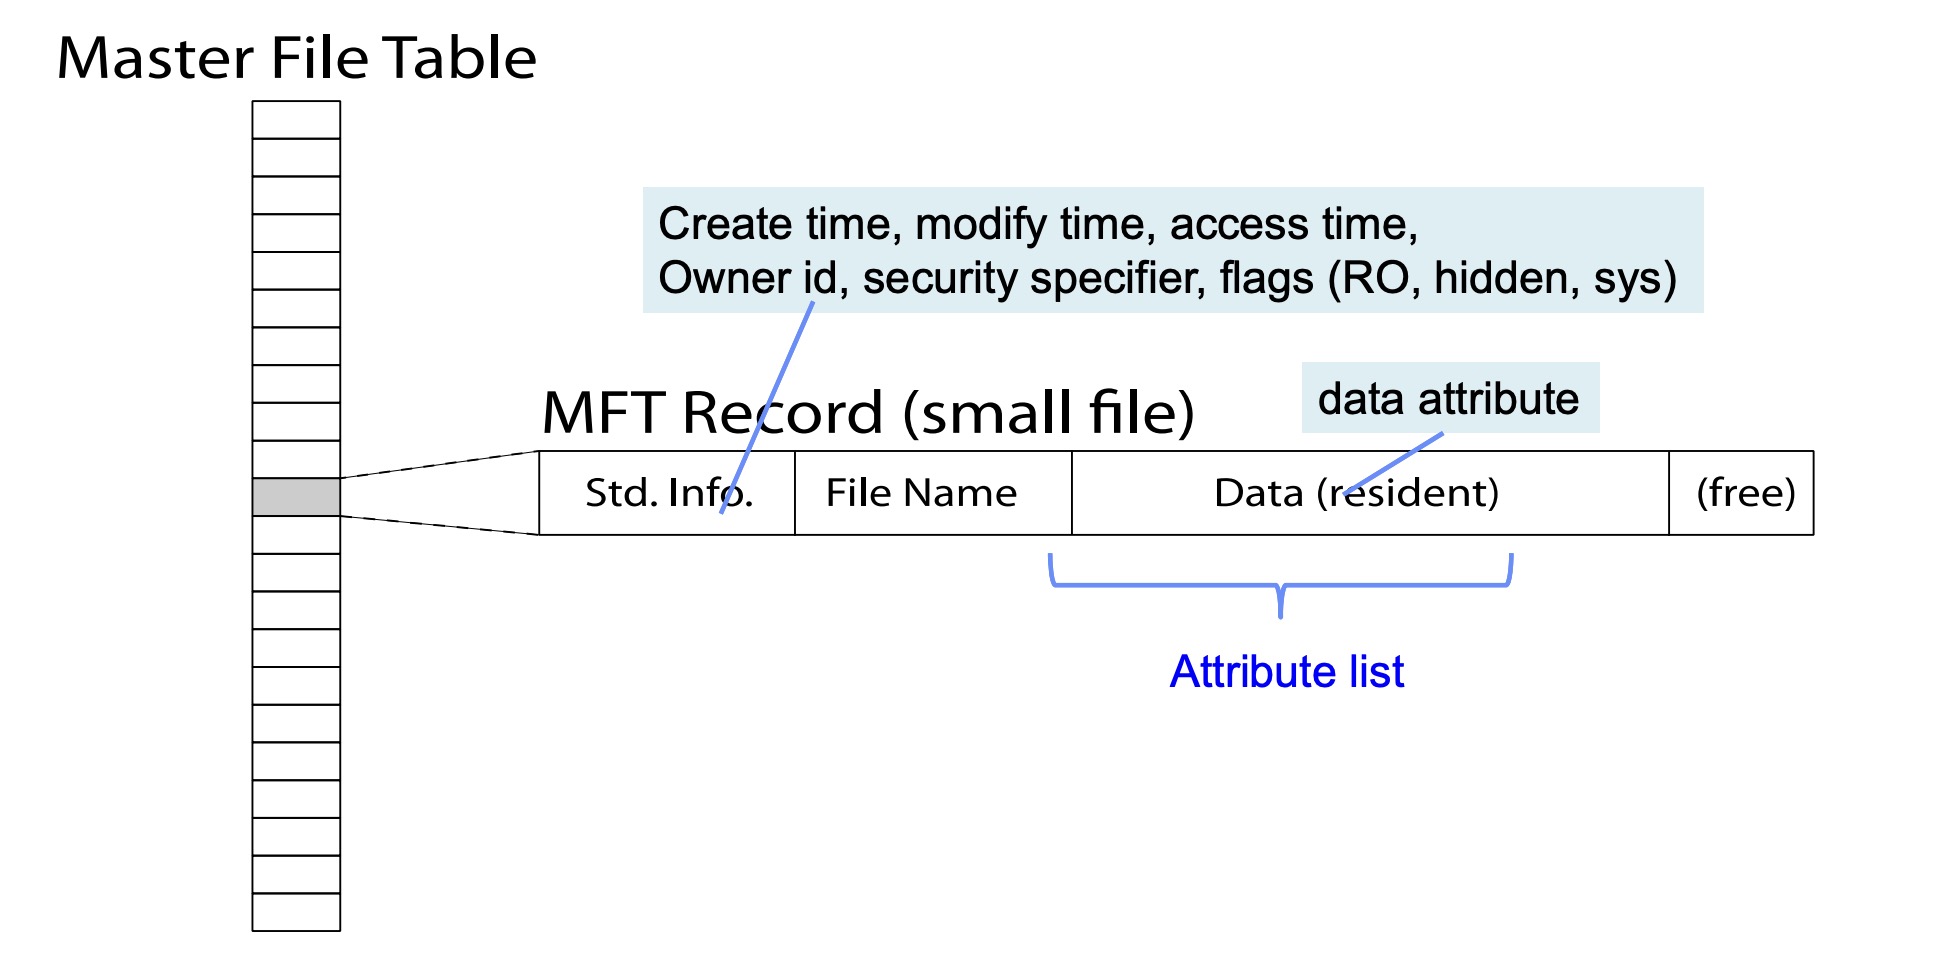 Master File Table
Create time, modify time, access time,
Owner id, security specifier, flags (RO, hidden, sys)
MFT Record (small file)
data attribute
Std. Info.
File Name
Data (resident)
(free)
Attribute list